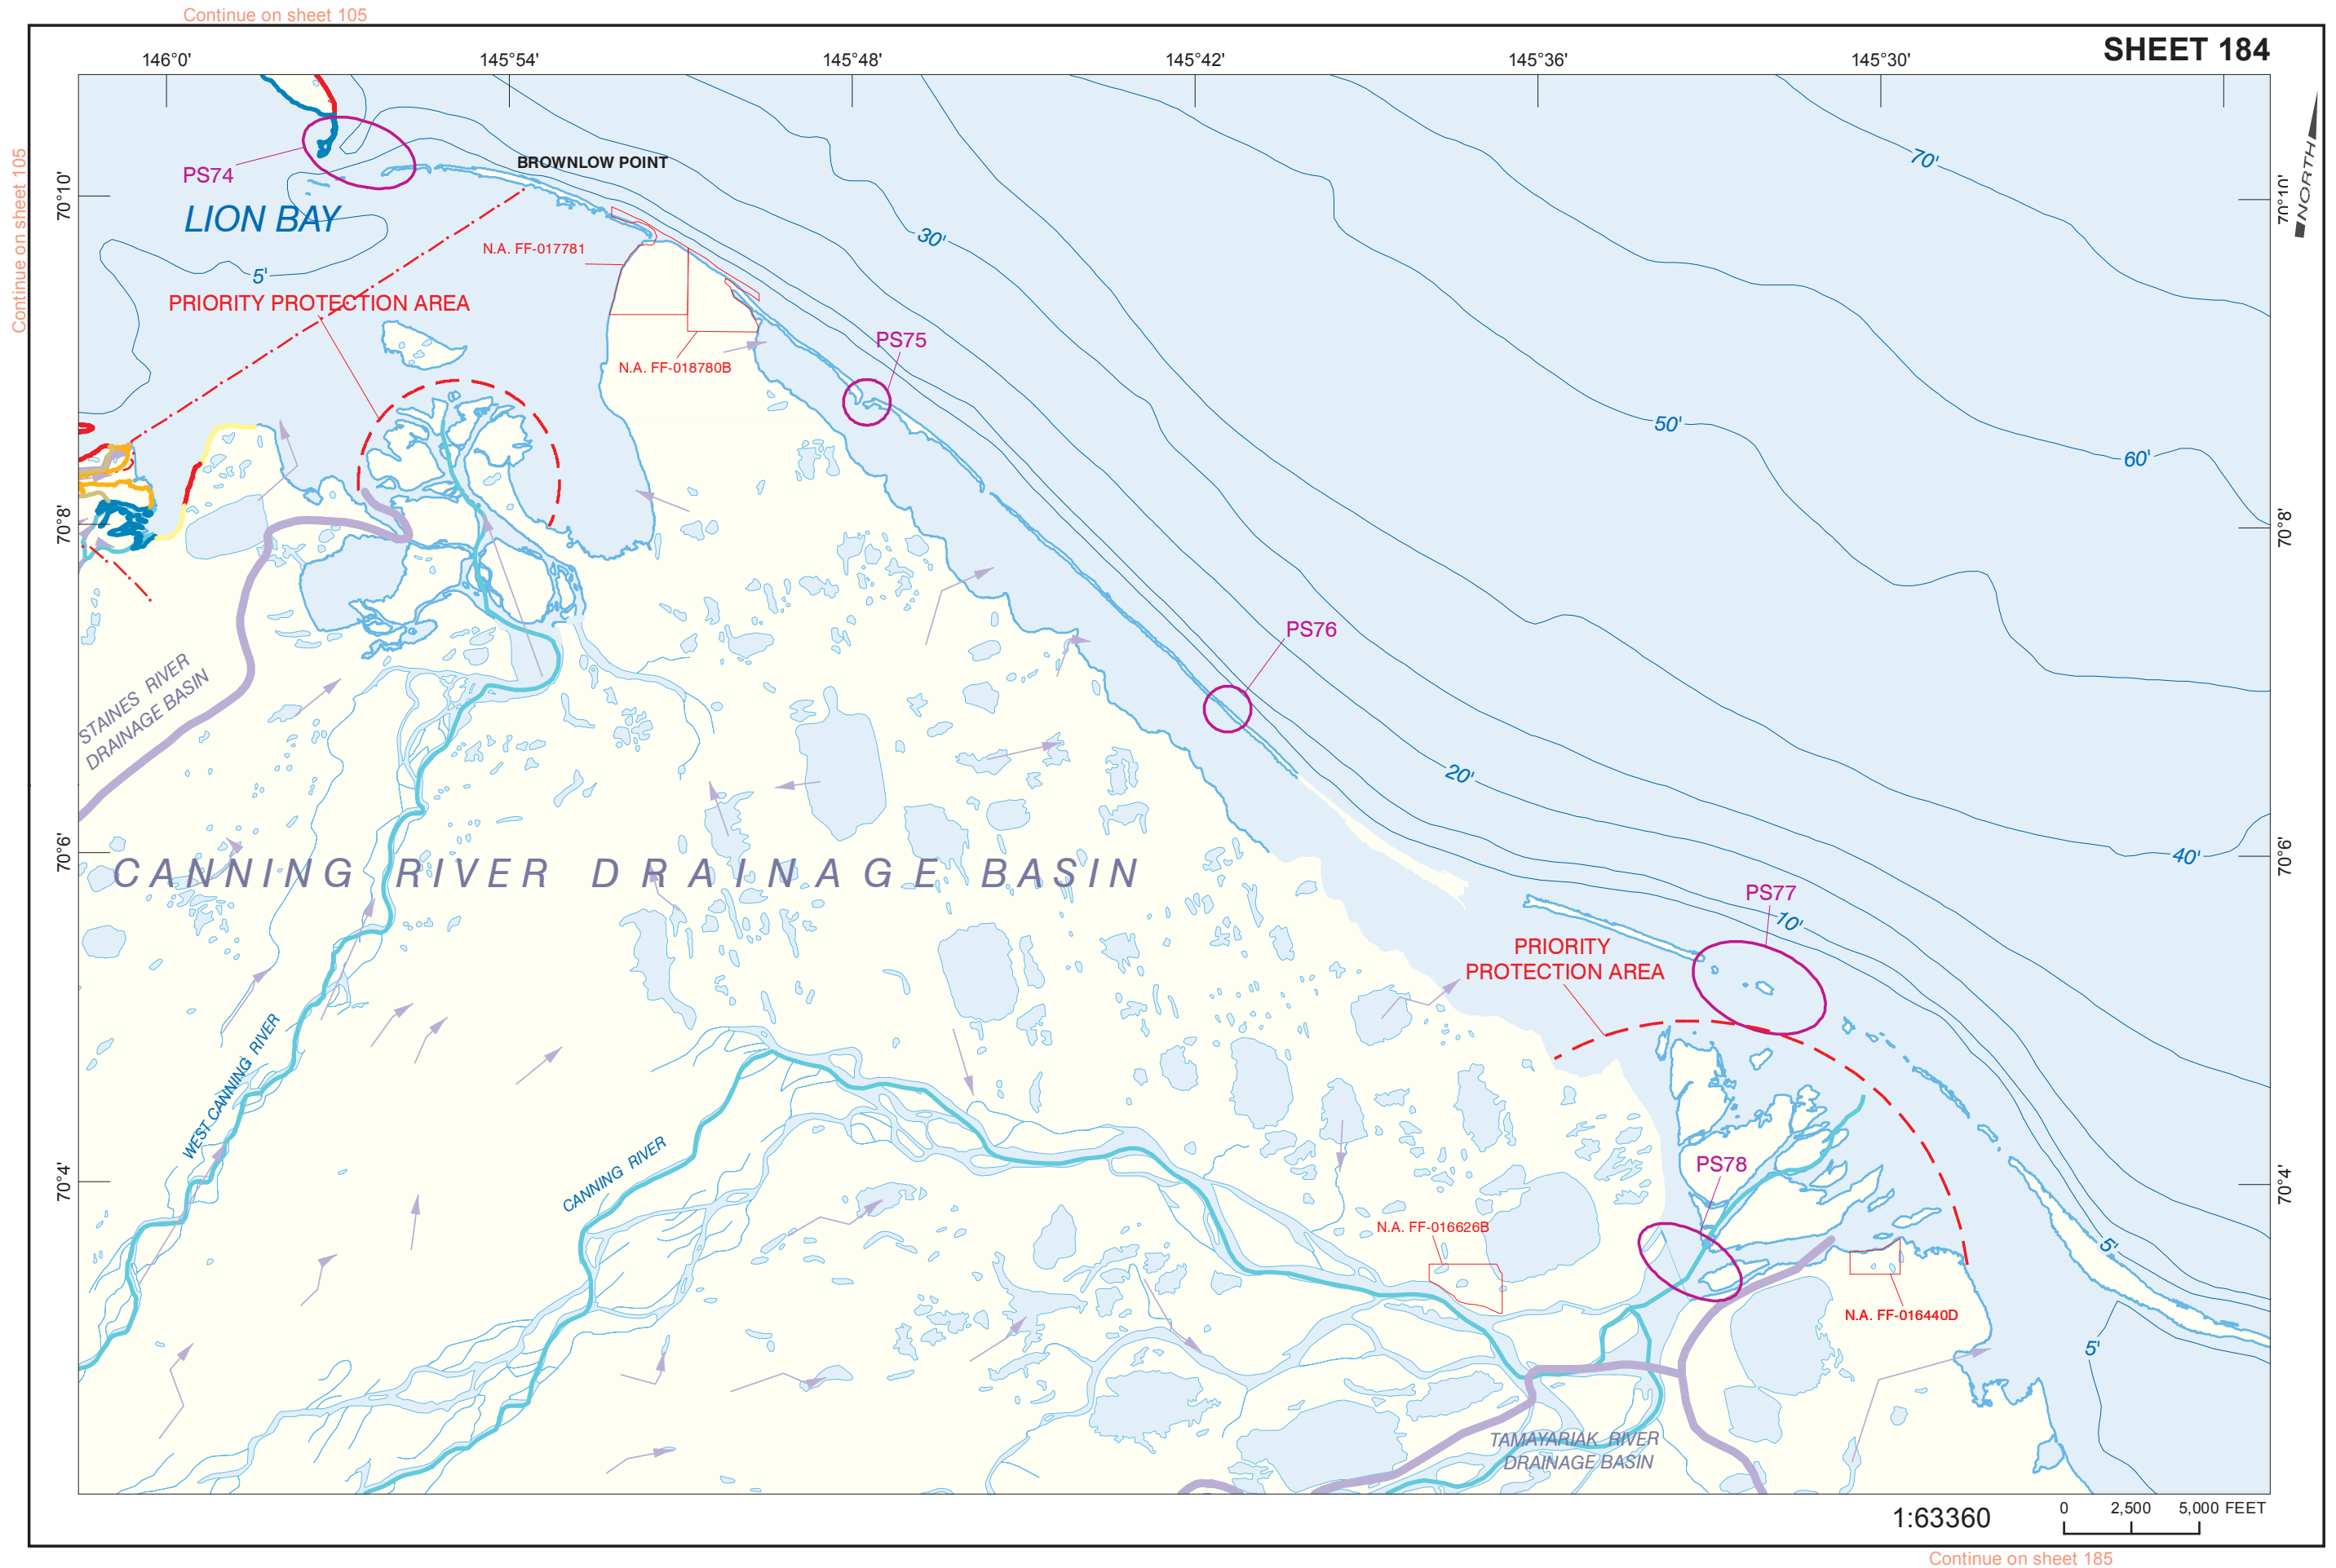 Continue on sheet 105
SHEET 184
146°0'
145°54'
145°48'
145°42'
145°36'
145°30'
NORTH
Continue on sheet 105
70°10'
70°10'
PS74
BROWNLOW POINT
70'
LION BAY
30'
N.A. FF-017781
5'
PRIORITY PROTECTION AREA
PS75
N.A. FF-018780B
50'
60'
70°8'
70°8'
PS76
STAINES RIVER
DRAINAGE BASIN
20'
70°6'
70°6'
40'
CANNING RIVER DRAINAGE BASIN
PS77
10'
PRIORITY
PROTECTION AREA
WEST CANNING RIVER
CANNING RIVER
PS78
70°4'
70°4'
N.A. FF-016626B
5'
N.A. FF-016440D
5'
TAMAYARIAK RIVER
DRAINAGE BASIN
1:63360
0 2,500 5,000 FEET
Continue on sheet 185